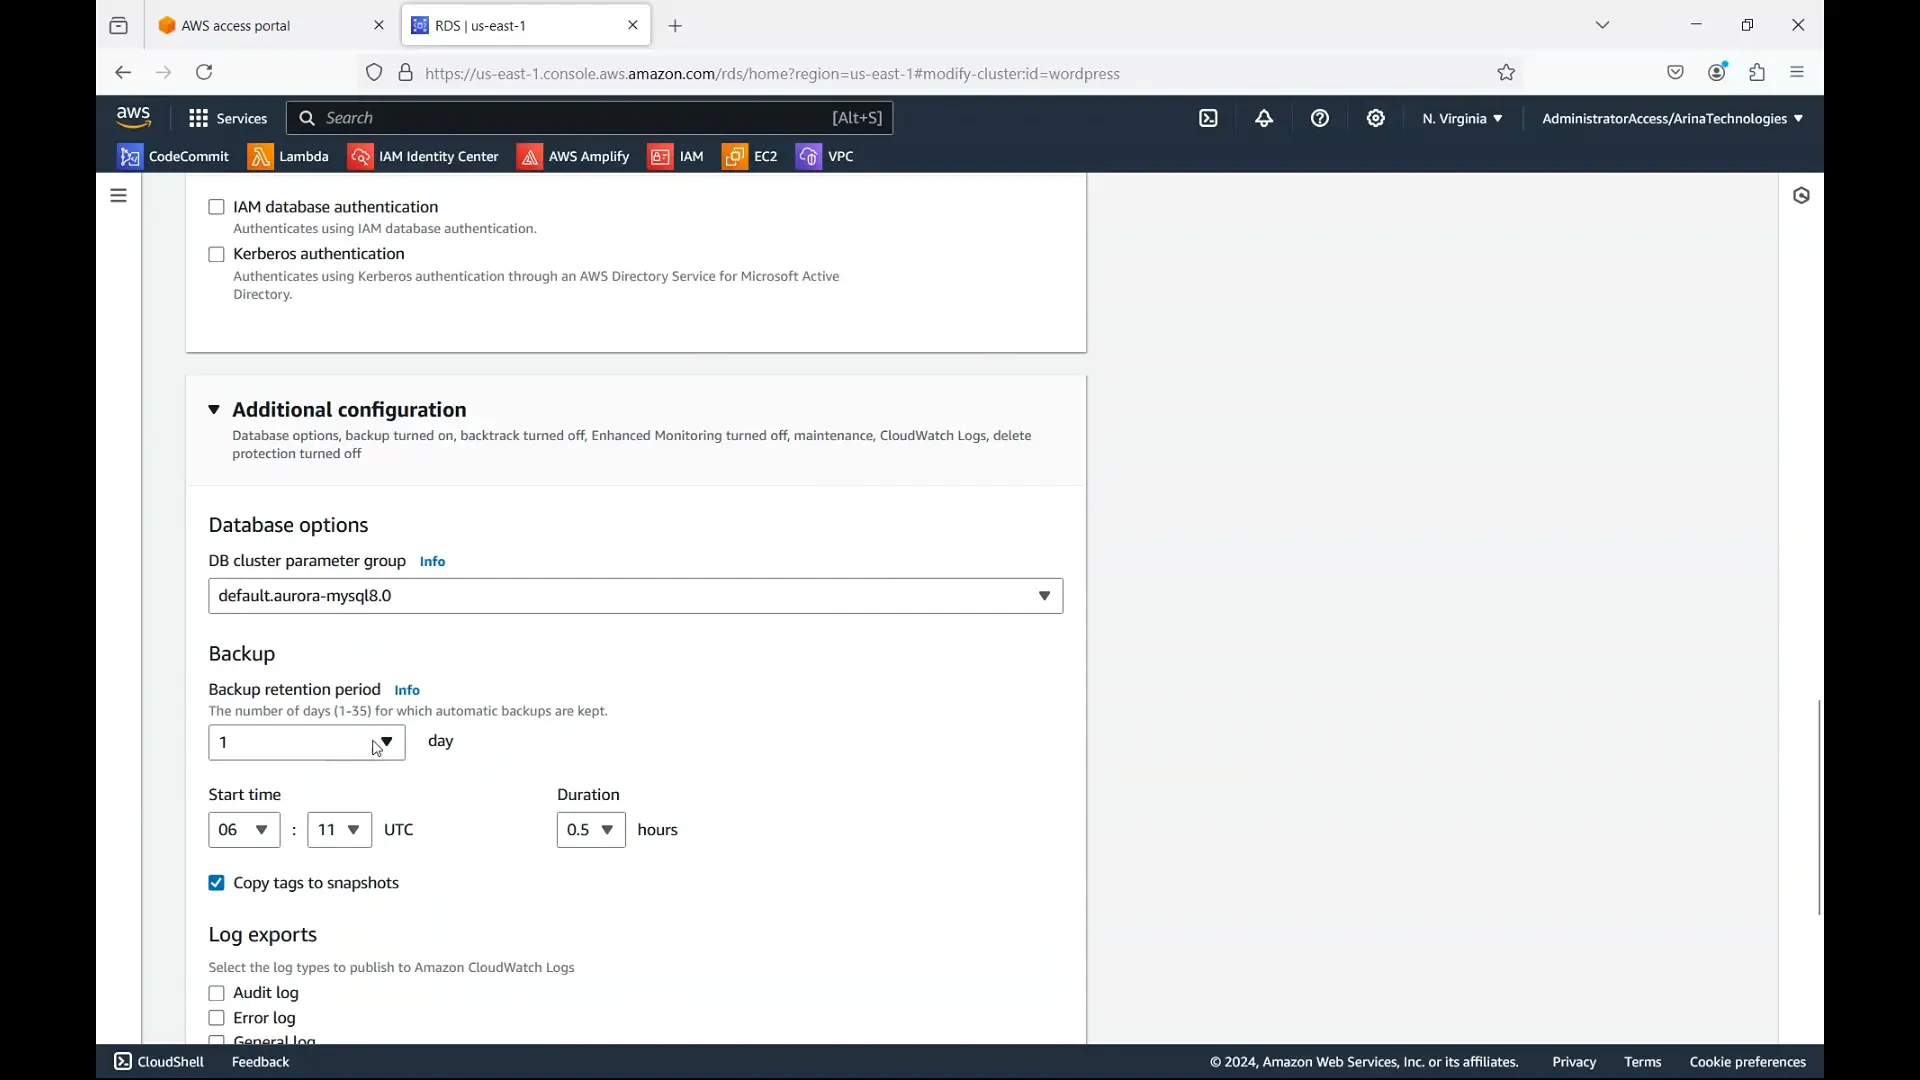 AWS access portal
RDS | us-east-1
https://us-east-1.console.aws.amazon.com/rds/home?region=us-east-1#modify-cluster:id=wordpress
aws
Services
Search
[Alt+S]
N. Virginia
AdministratorAccess/ArinaTechnologies
CodeCommit
Lambda
IAM Identity Center
AWS Amplify
IAM
EC2
VPC
IAM database authentication
Authenticates using IAM database authentication.
Kerberos authentication
Authenticates using Kerberos authentication through an AWS Directory Service for Microsoft Active
Directory.
Additional configuration
Database options, backup turned on, backtrack turned off, Enhanced Monitoring turned off, maintenance, CloudWatch Logs, delete
protection turned off
Database options
DB cluster parameter group Info
default.aurora-mysql8.0
Backup
Backup retention period Info
The number of days (1-35) for which automatic backups are kept.
1 day
Start time
Duration
06 : 11 UTC
0.5 hours
Copy tags to snapshots
Log exports
Select the log types to publish to Amazon CloudWatch Logs
Audit log
Error log
General log
CloudShell
Feedback
© 2024, Amazon Web Services, Inc. or its affiliates.
Privacy
Terms
Cookie preferences